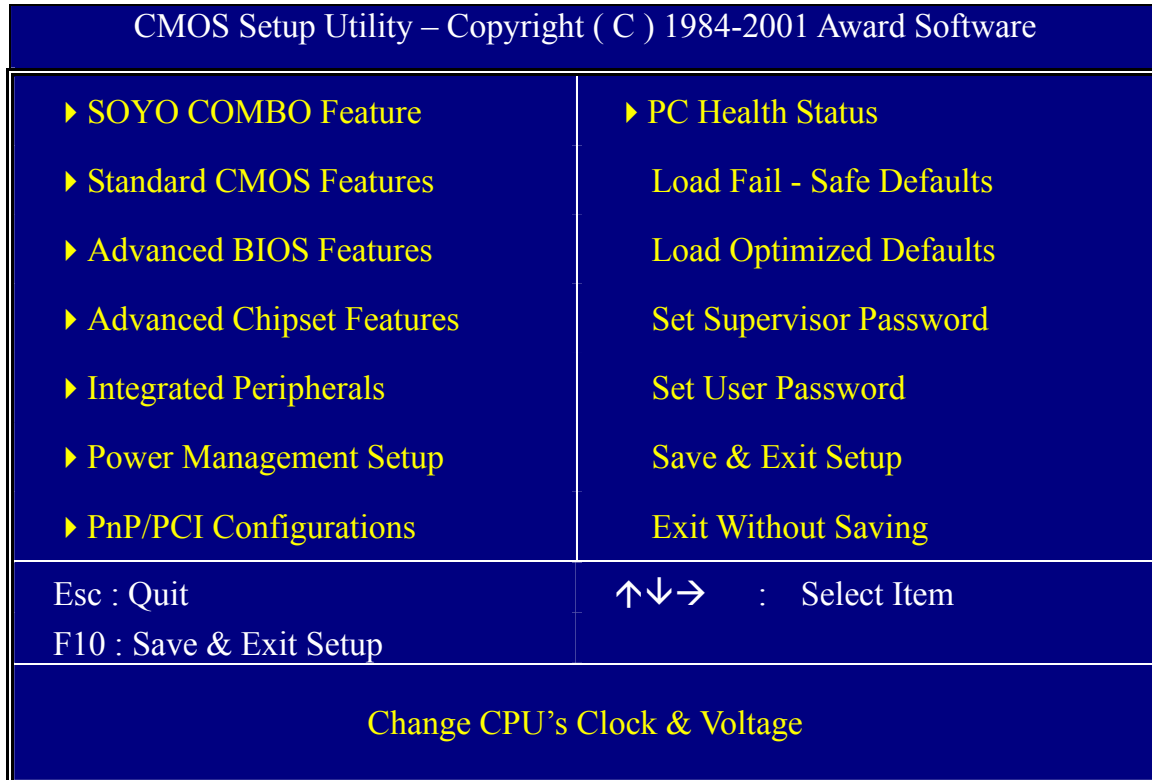 CMOS Setup Utility – Copyright ( C ) 1984-2001 Award Software
SOYO COMBO Feature
Standard CMOS Features
Advanced BIOS Features
Advanced Chipset Features
Integrated Peripherals
Power Management Setup
PnP/PCI Configurations
PC Health Status
Load Fail - Safe Defaults
Load Optimized Defaults
Set Supervisor Password
Set User Password
Save & Exit Setup
Exit Without Saving
Esc : Quit
F10 : Save & Exit Setup
↑↓→ : Select Item
Change CPU’s Clock & Voltage